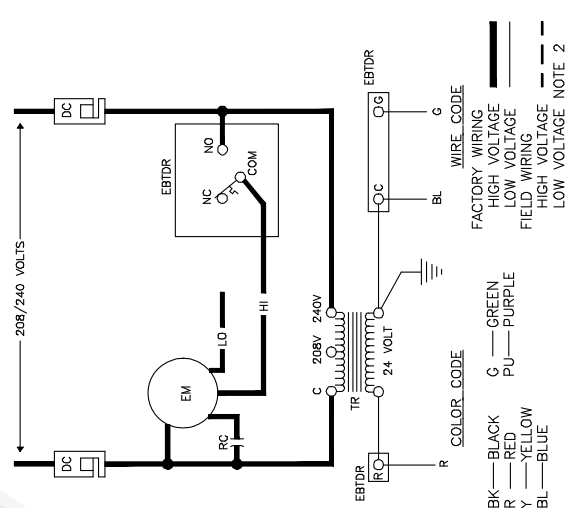 208/240 VOLTS
DC
DC
EBTDR
NO
COM
NC
LO
HI
EM
RC
C
208V
240V
TR
24 VOLT
EBTDR
C
G
BL
G
EBTDR
R
R
COLOR CODE
BK — BLACK
R — RED
Y — YELLOW
BL — BLUE
G — GREEN
PU — PURPLE
WIRE CODE
FACTORY WIRING
HIGH VOLTAGE
LOW VOLTAGE
FIELD WIRING
HIGH VOLTAGE
LOW VOLTAGE NOTE 2